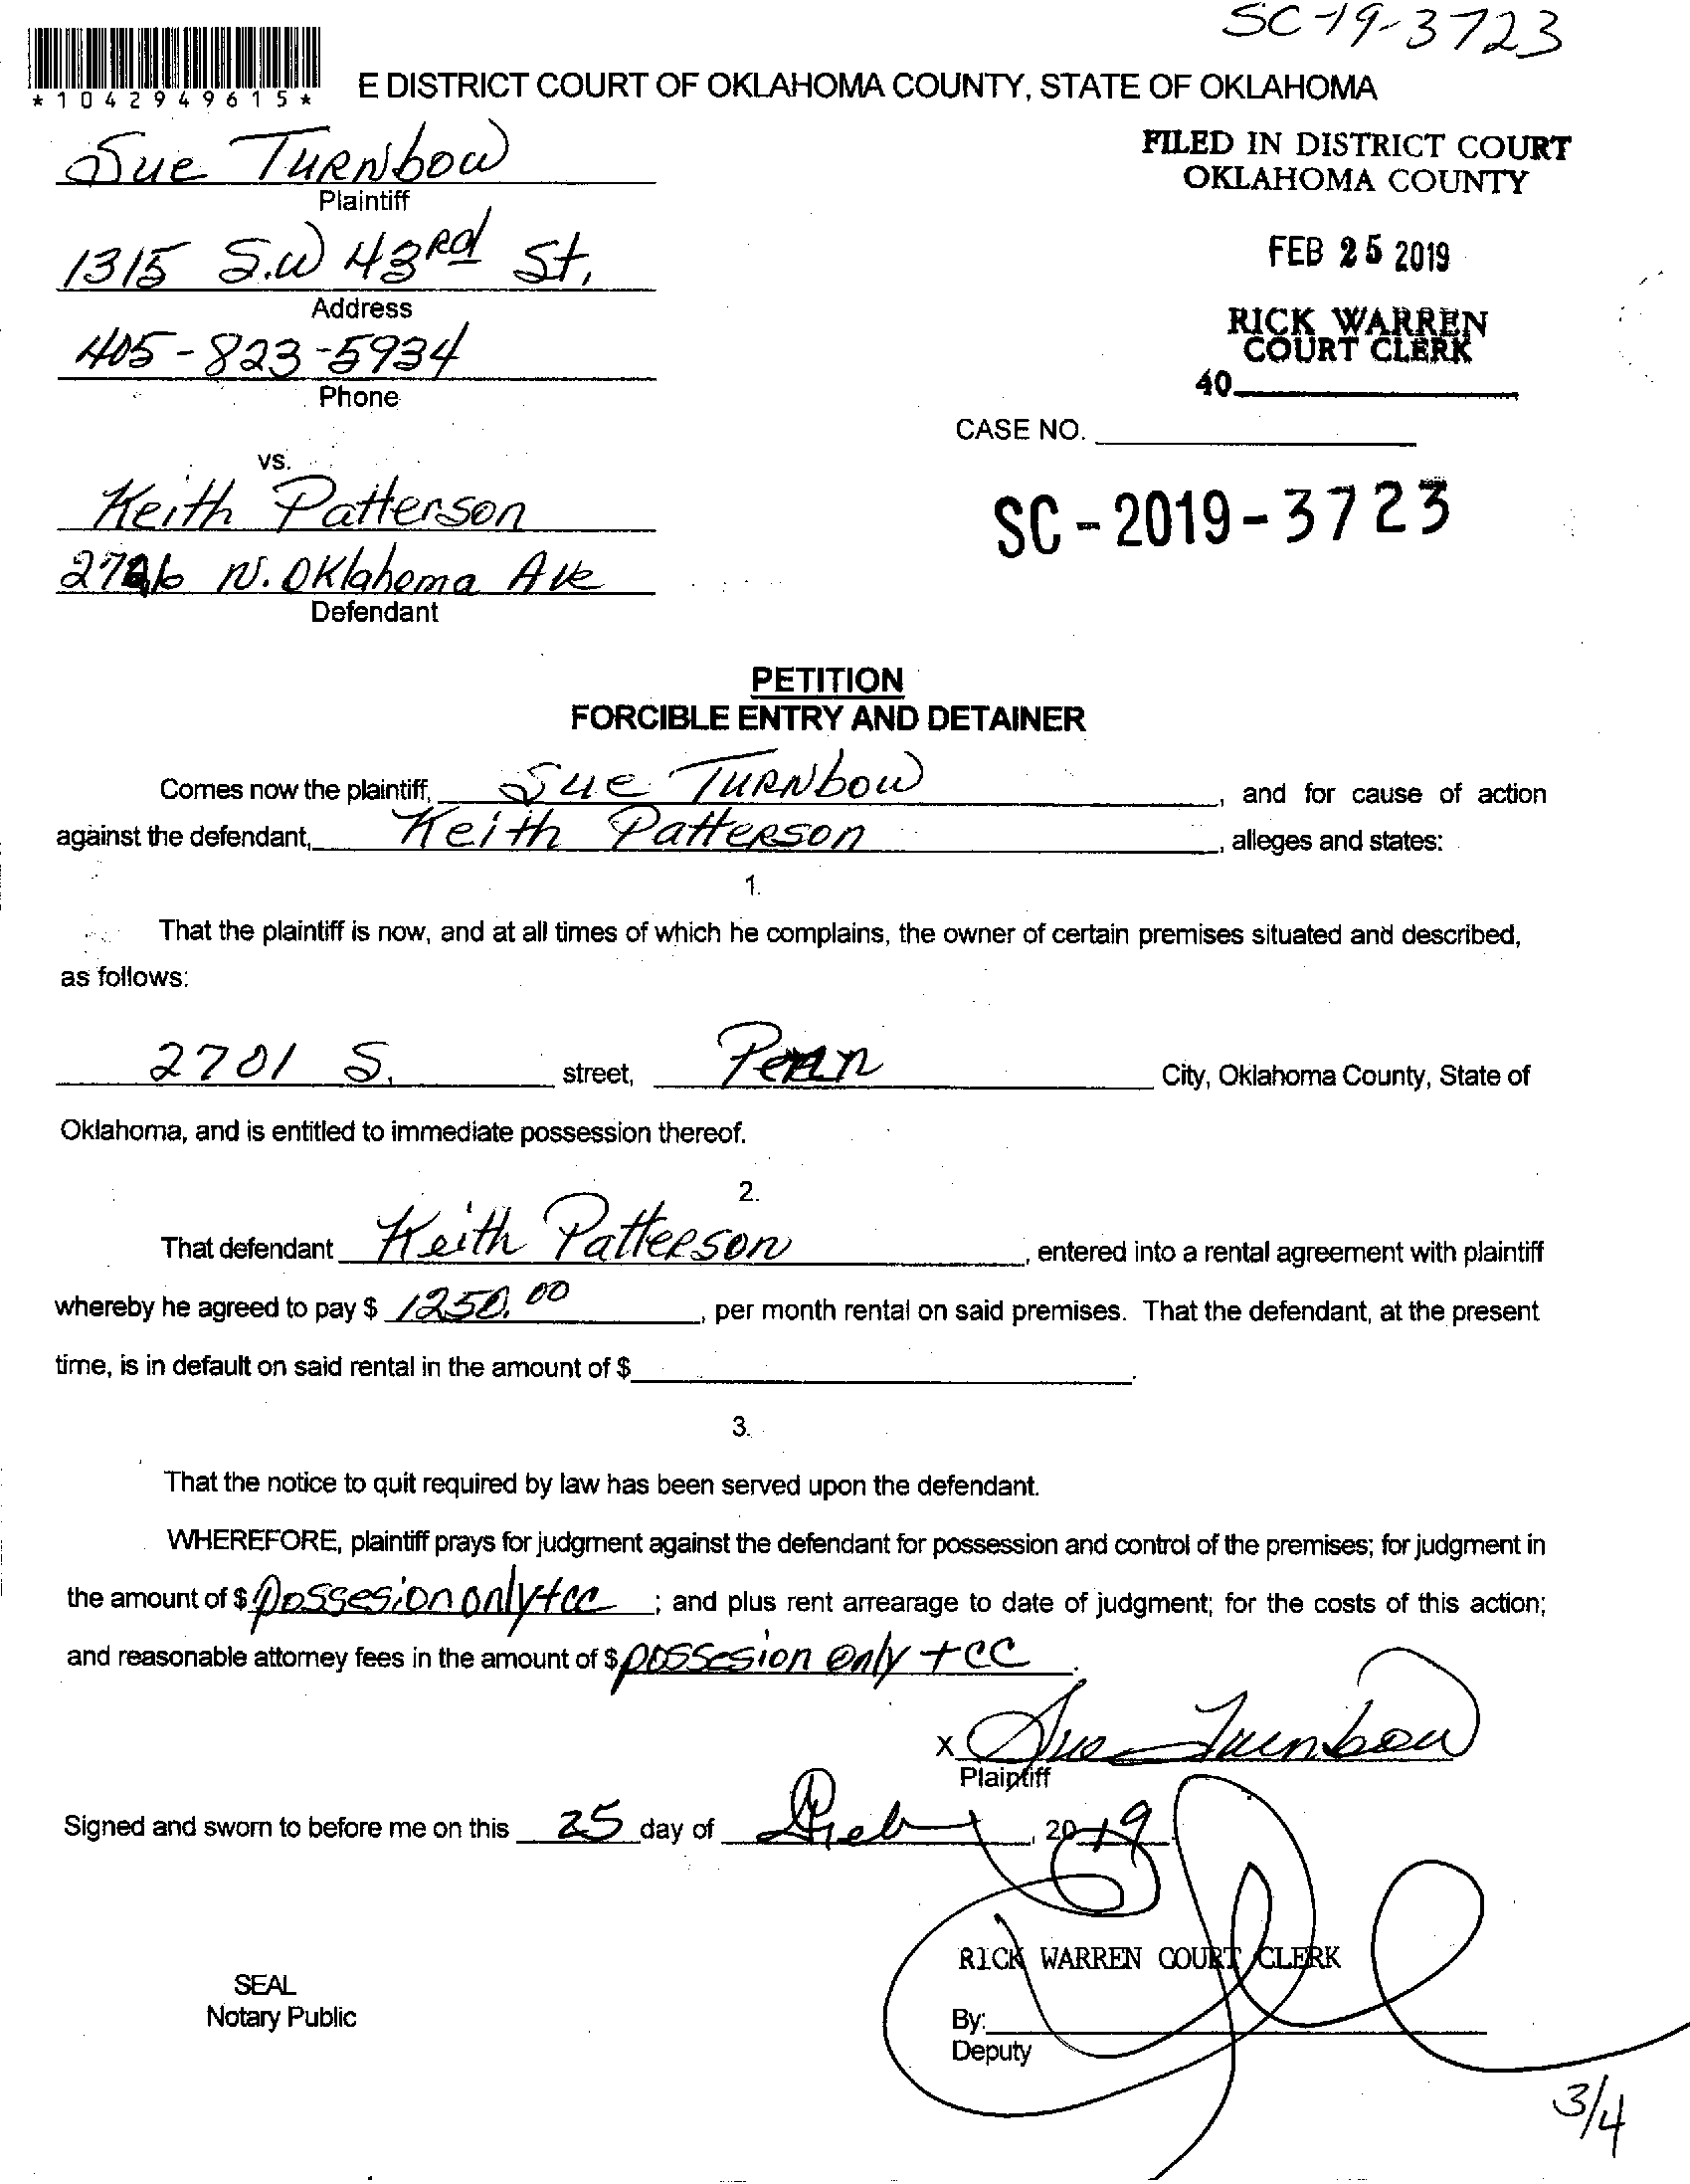 SC-19-3723
*1042949615*
E DISTRICT COURT OF OKLAHOMA COUNTY, STATE OF OKLAHOMA
Sue Turnbow
Plaintiff
1315 S.W 43rd St.
Address
405-823-5934
Phone
FILED IN DISTRICT COURT
OKLAHOMA COUNTY
FEB 25 2019
RICK WARREN
COURT CLERK
40
CASE NO.
SC-2019-3723
vs.
Keith Patterson
N. Oklahoma Ave
Defendant
PETITION
FORCIBLE ENTRY AND DETAINER
Comes now the plaintiff, Sue Turnbow, and for cause of action
against the defendant, Keith Patterson, alleges and states:
1.
That the plaintiff is now, and at all times of which he complains, the owner of certain premises situated and described,
as follows:
2701 S. street, Penn City, Oklahoma County, State of
Oklahoma, and is entitled to immediate possession thereof.
2.
That defendant Keith Patterson, entered into a rental agreement with plaintiff
whereby he agreed to pay $ 1250.00, per month rental on said premises. That the defendant, at the present
time, is in default on said rental in the amount of $ .
3.
That the notice to quit required by law has been served upon the defendant.
WHEREFORE, plaintiff prays for judgment against the defendant for possession and control of the premises; for judgment in
the amount of $ Possesion only+cc ; and plus rent arrearage to date of judgment; for the costs of this action;
and reasonable attorney fees in the amount of $ possesion only + cc.
x Sue Turnbow
Plaintiff
Signed and sworn to before me on this 25 day of Feb, 2019.
RICK WARREN COURT CLERK
SEAL
Notary Public
By:
Deputy
3/4